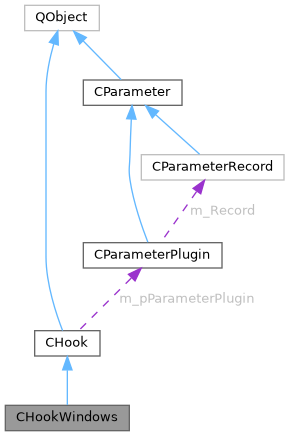 QObject
CParameter
CParameterRecord
m_Record
CParameterPlugin
m_pParameterPlugin
CHook
CHookWindows